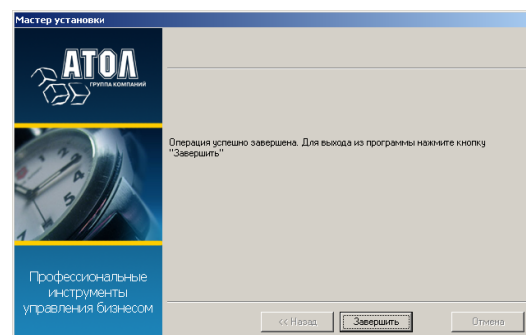 Мастер установки
АТОЛ
ГРУППА КОМПАНИЙ
Операция успешно завершена. Для выхода из программы нажмите кнопку
"Завершить"
Профессиональные
инструменты
управления бизнесом
<< Назад
Завершить
Отмена